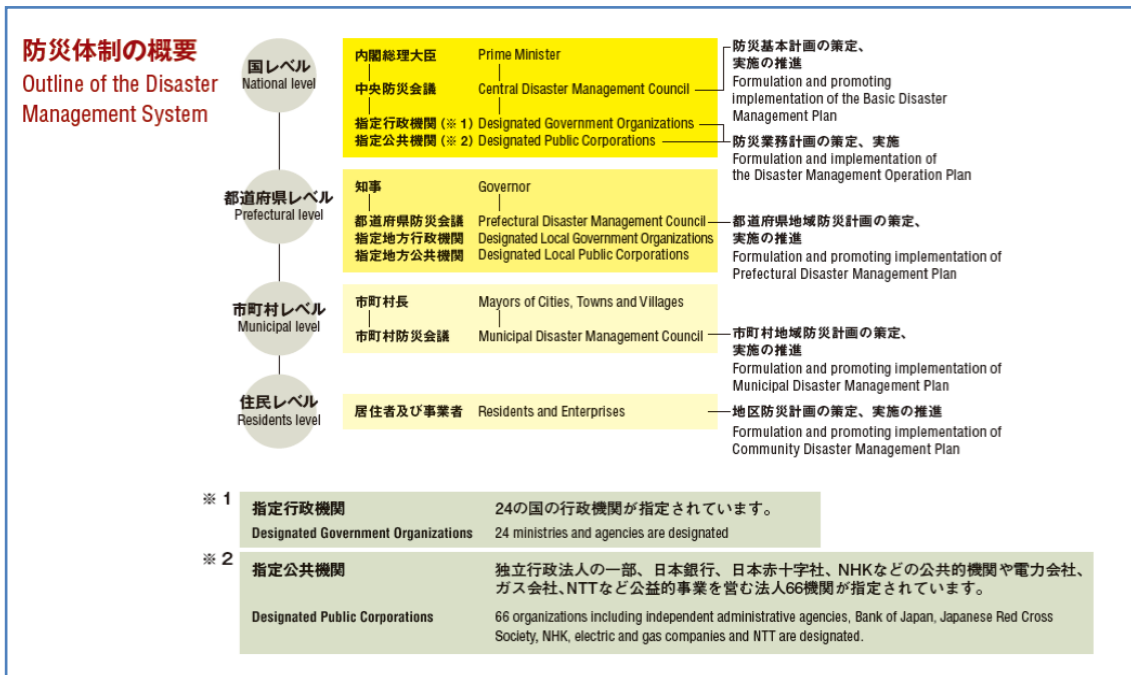 防災体制の概要
Outline of the Disaster
Management System
国レベル
National level
内閣総理大臣 Prime Minister
中央防災会議 Central Disaster Management Council
指定行政機関 (※ 1) Designated Government Organizations
指定公共機関 (※ 2) Designated Public Corporations
防災基本計画の策定、
実施の推進
Formulation and promoting
implementation of the Basic Disaster
Management Plan
防災業務計画の策定、実施
Formulation and implementation of
the Disaster Management Operation Plan
都道府県レベル
Prefectural level
知事 Governor
都道府県防災会議 Prefectural Disaster Management Council
指定地方行政機関 Designated Local Government Organizations
指定地方公共機関 Designated Local Public Corporations
都道府県地域防災計画の策定、
実施の推進
Formulation and promoting implementation of
Prefectural Disaster Management Plan
市町村レベル
Municipal level
市町村長 Mayors of Cities, Towns and Villages
市町村防災会議 Municipal Disaster Management Council
市町村地域防災計画の策定、
実施の推進
Formulation and promoting implementation of
Municipal Disaster Management Plan
住民レベル
Residents level
居住者及び事業者 Residents and Enterprises
地区防災計画の策定、実施の推進
Formulation and promoting implementation of
Community Disaster Management Plan
※ 1
指定行政機関 24の国の行政機関が指定されています。
Designated Government Organizations 24 ministries and agencies are designated
※ 2
指定公共機関 独立行政法人の一部、日本銀行、日本赤十字社、NHKなどの公共的機関や電力会社、
ガス会社、NTTなど公益的事業を営む法人66機関が指定されています。
Designated Public Corporations 66 organizations including independent administrative agencies, Bank of Japan, Japanese Red Cross
Society, NHK, electric and gas companies and NTT are designated.